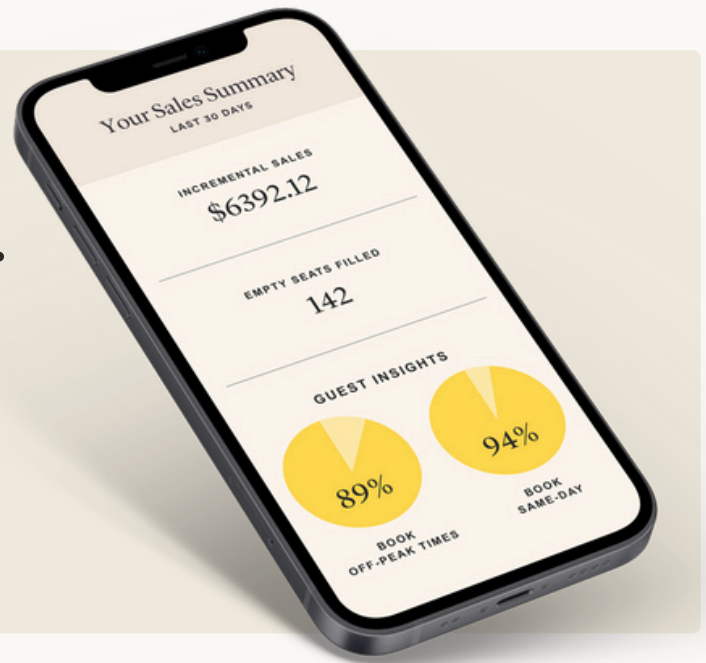 Your Sales Summary
LAST 30 DAYS
INCREMENTAL SALES
$6392.12
EMPTY SEATS FILLED
142
GUEST INSIGHTS
89%
94%
BOOK
OFF-PEAK TIMES
BOOK
SAME-DAY